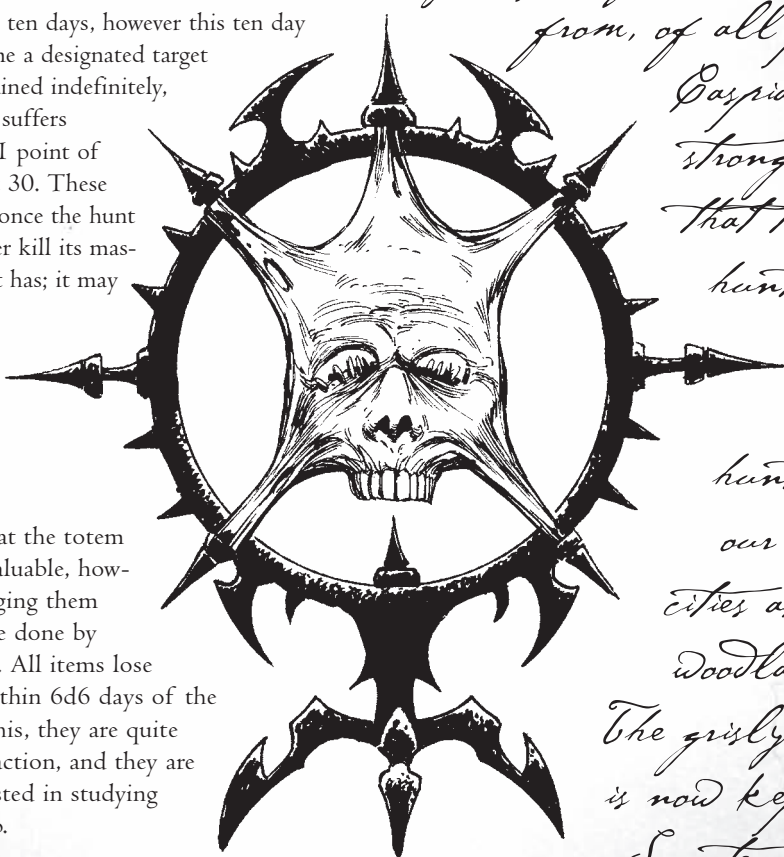 ten days, however this ten day
me a designated target
ined indefinitely,
suffers
1 point of
30. These
once the hunt
er kill its mas-
t has; it may
at the totem
aluable, how-
ging them
e done by
. All items lose
thin 6d6 days of the
his, they are quite
action, and they are
sted in studying
from, of all
Caspia
strong
that
hun
hun
our
cities a
woodla
The grisly
is now ke